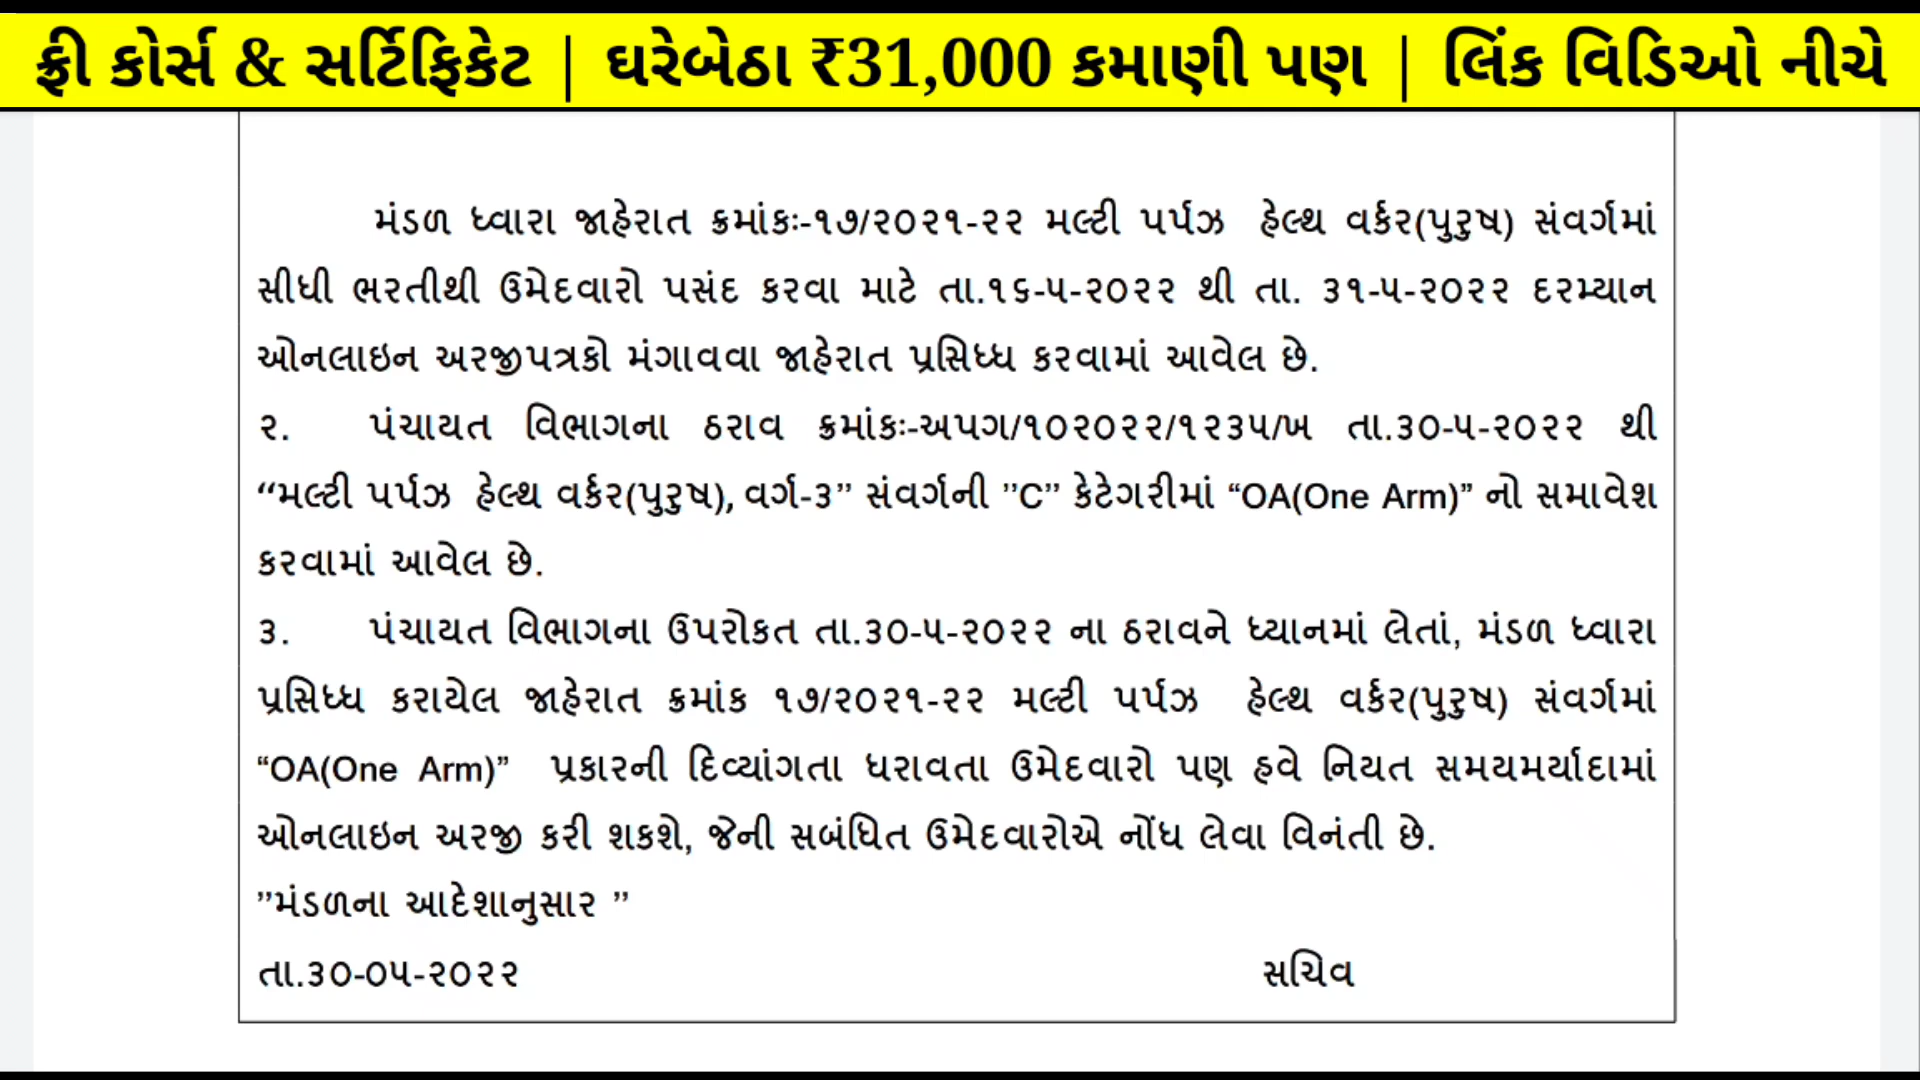 ફ્રી કોર્સ & સર્ટિફિકેટ | ઘરેબેઠા ₹31,000 કમાણી પણ | લિંક વિડિઓ નીચે
મંડળ ધ્વારા જાહેરાત ક્રમાંકઃ-૧૭/૨૦૨૧-૨૨ મલ્ટી પર્પઝ હેલ્થ વર્કર(પુરુષ) સંવર્ગમાં
સીધી ભરતીથી ઉમેદવારો પસંદ કરવા માટે તા.૧૬-૫-૨૦૨૨ થી તા. ૩૧-૫-૨૦૨૨ દરમ્યાન
ઓનલાઇન અરજીપત્રકો મંગાવવા જાહેરાત પ્રસિધ્ધ કરવામાં આવેલ છે.
૨. પંચાયત વિભાગના ઠરાવ ક્રમાંકઃ-અપગ/૧૦૨૦૨૨/૧૨૩૫/ખ તા.૩૦-૫-૨૦૨૨ થી
“મલ્ટી પર્પઝ હેલ્થ વર્કર(પુરુષ), વર્ગ-૩” સંવર્ગની ”C” કેટેગરીમાં “OA(One Arm)” નો સમાવેશ
કરવામાં આવેલ છે.
૩. પંચાયત વિભાગના ઉપરોકત તા.૩૦-૫-૨૦૨૨ ના ઠરાવને ધ્યાનમાં લેતાં, મંડળ ધ્વારા
પ્રસિધ્ધ કરાયેલ જાહેરાત ક્રમાંક ૧૭/૨૦૨૧-૨૨ મલ્ટી પર્પઝ હેલ્થ વર્કર(પુરુષ) સંવર્ગમાં
“OA(One Arm)” પ્રકારની દિવ્યાંગતા ધરાવતા ઉમેદવારો પણ હવે નિયત સમયમર્યાદામાં
ઓનલાઇન અરજી કરી શકશે, જેની સબંધિત ઉમેદવારોએ નોંધ લેવા વિનંતી છે.
”મંડળના આદેશાનુસાર ”
તા.૩૦-૦૫-૨૦૨૨ સચિવ